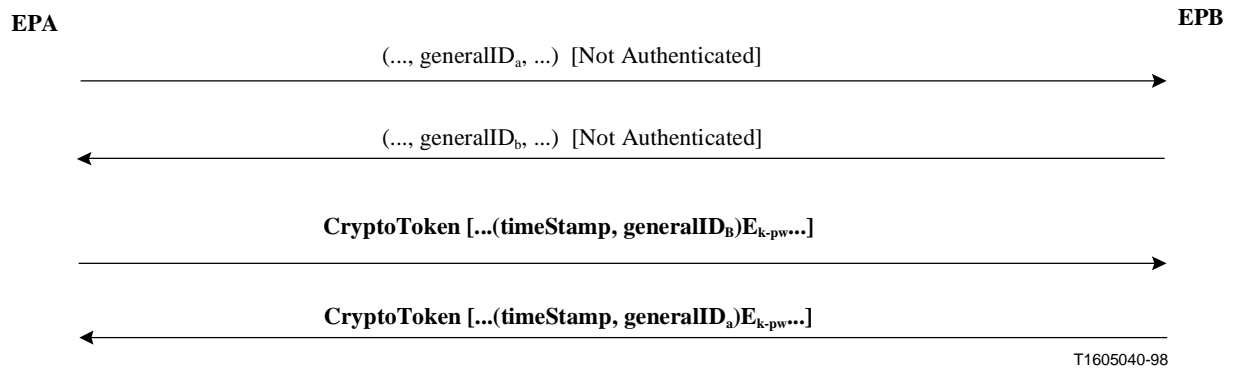 EPA
EPB
(..., generalIDa, ...) [Not Authenticated]
(..., generalIDb, ...) [Not Authenticated]
CryptoToken [...(timeStamp, generalIDB)Ek-pw...]
CryptoToken [...(timeStamp, generalIDa)Ek-pw...]
T1605040-98